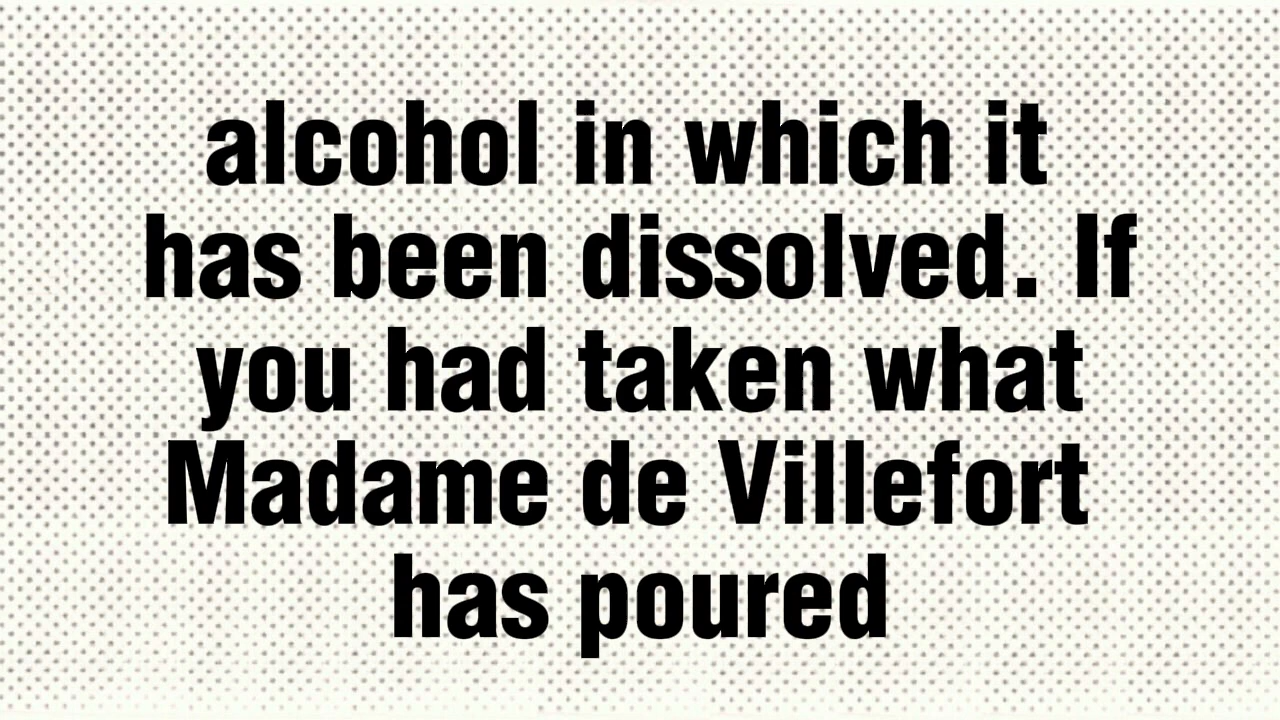 alcohol in which it
has been dissolved. If
you had taken what
Madame de Villefort
has poured